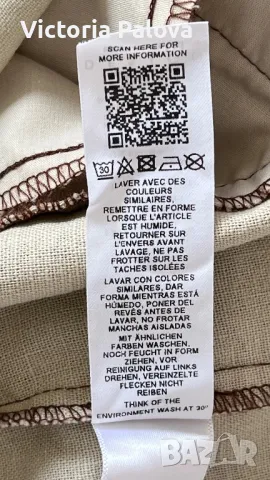 Victoria Palova
SCAN HERE FOR
MORE INFORMATION
30
LAVER AVEC DES
COULEURS
SIMILAIRES,
REMETTRE EN FORME
LORSQUE L'ARTICLE
EST HUMIDE,
RETOURNER SUR
L'ENVERS AVANT
LAVAGE, NE PAS
FROTTER SUR LES
TACHES ISOLÉES
LAVAR CON COLORES
SIMILARES, DAR
FORMA MIENTRAS ESTÁ
HÚMEDO, PONER DEL
REVÉS ANTES DE
LAVAR, NO FROTAR
MANCHAS AISLADAS
MIT ÄHNLICHEN
FARBEN WASCHEN,
NOCH FEUCHT IN FORM
ZIEHEN, VOR
REINIGUNG AUF LINKS
DREHEN, VEREINZELTE
FLECKEN NICHT
REIBEN
THINK OF THE
ENVIRONMENT WASH AT 30°
BAZAR